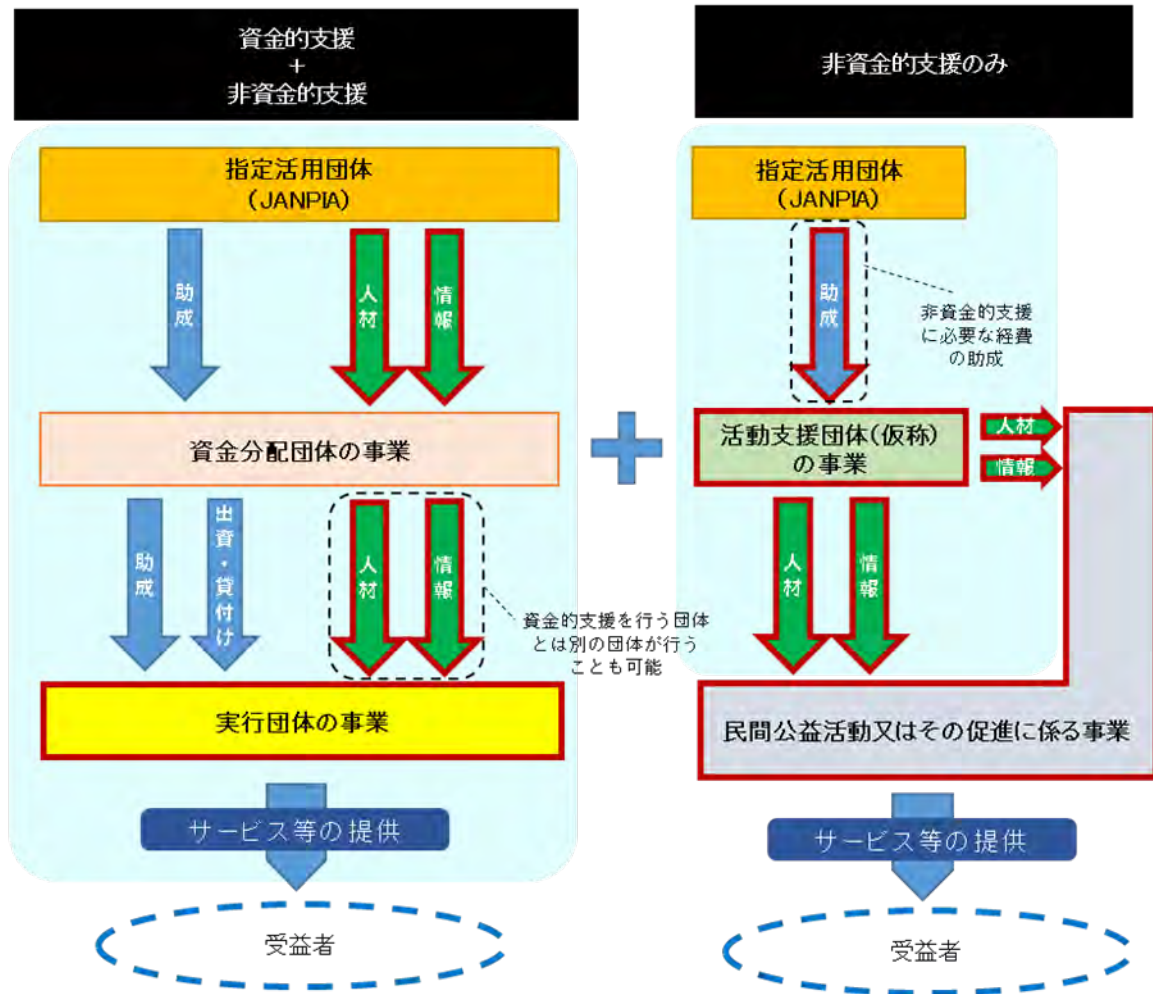 資金的支援
+
非資金的支援
指定活用団体
(JANPIA)
助成
人材
情報
資金分配団体の事業
助成
出資・貸付け
人材
情報
資金的支援を行う団体
とは別の団体が行う
ことも可能
実行団体の事業
サービス等の提供
受益者
非資金的支援のみ
指定活用団体
(JANPIA)
助成
非資金的支援
に必要な経費
の助成
活動支援団体(仮称)
の事業
人材
情報
人材
情報
民間公益活動又はその促進に係る事業
サービス等の提供
受益者